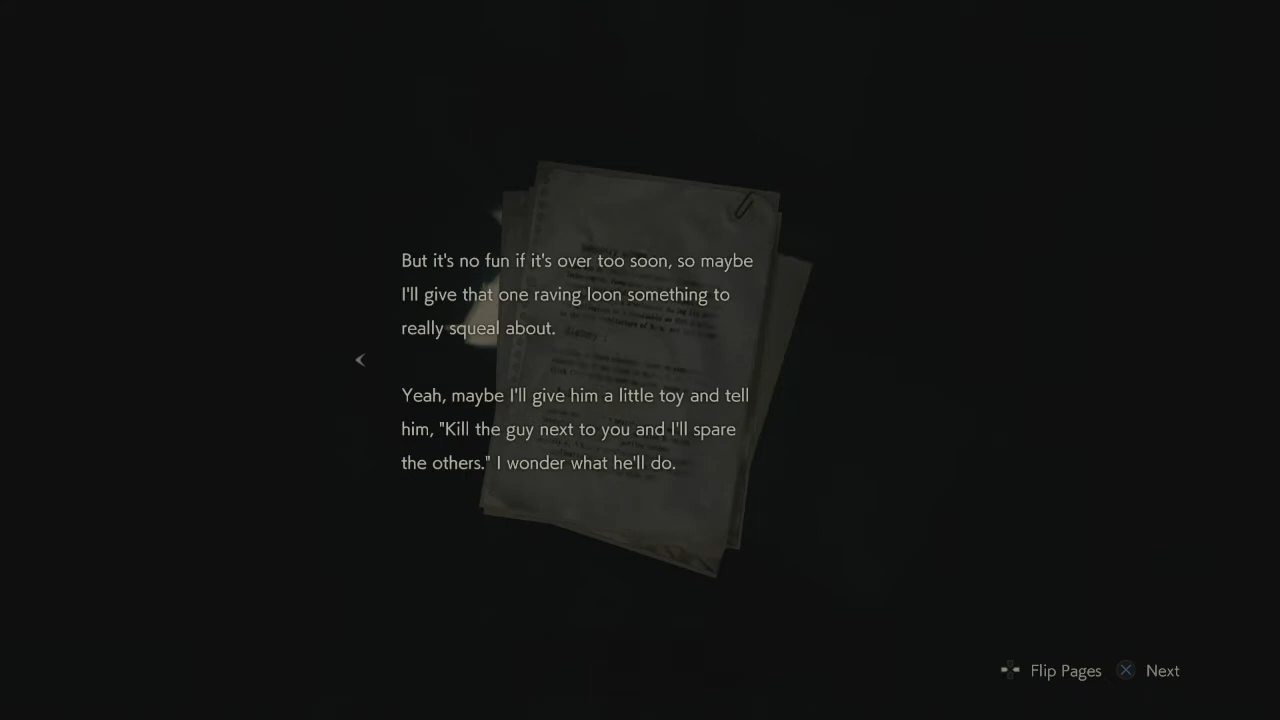 But it's no fun if it's over too soon, so maybe
I'll give that one raving loon something to
really squeal about.
Yeah, maybe I'll give him a little toy and tell
him, "Kill the guy next to you and I'll spare
the others." I wonder what he'll do.
Flip Pages
Next